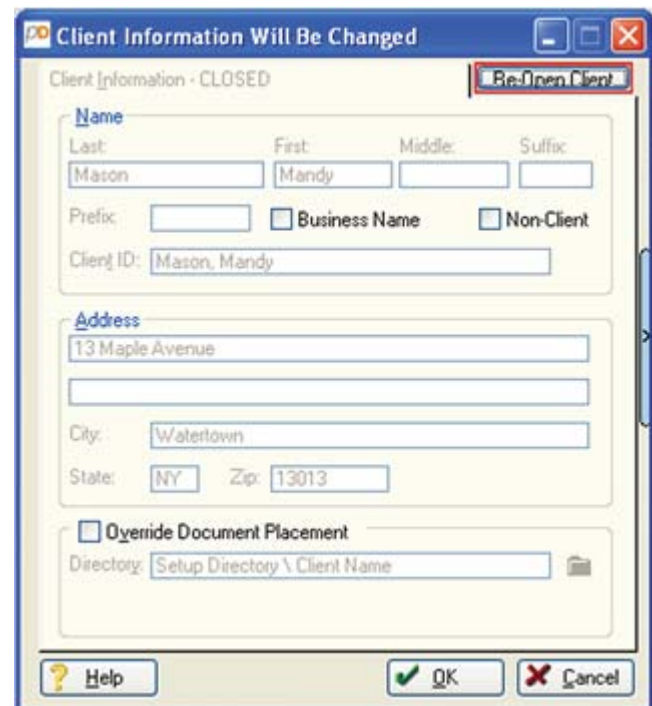 Client Information Will Be Changed
Client Information - CLOSED Re-Open Client
Name
Last: First: Middle: Suffix:
Mason Mandy
Prefix: Business Name Non-Client
Client ID: Mason, Mandy
Address
13 Maple Avenue
City: Watertown
State: NY Zip: 13013
Override Document Placement
Directory: Setup Directory \ Client Name
Help OK Cancel